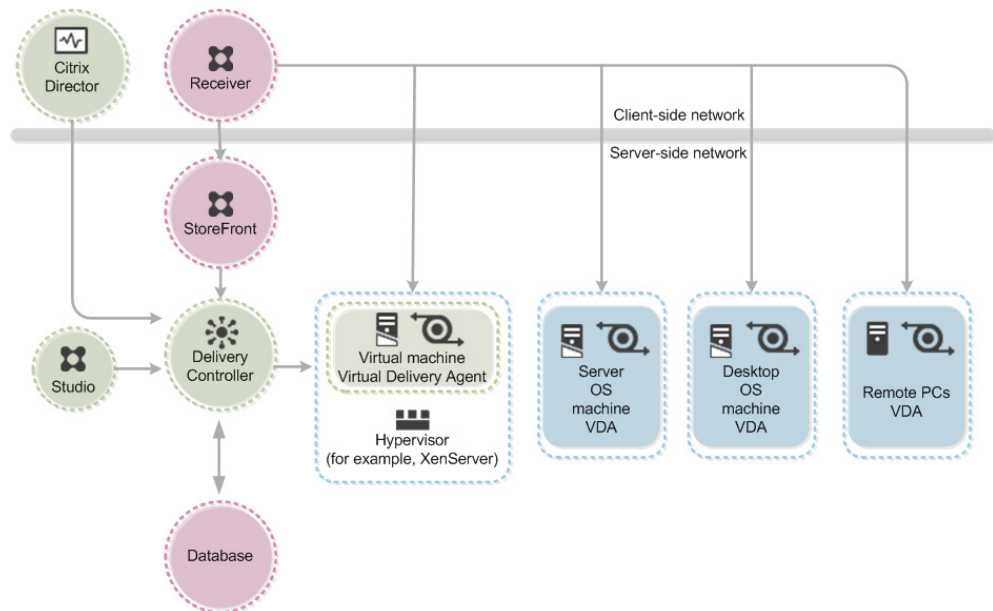 Citrix
Director
Receiver
Client-side network
Server-side network
StoreFront
Studio
Delivery
Controller
Virtual machine
Virtual Delivery Agent
Hypervisor
(for example, XenServer)
Server
OS
machine
VDA
Desktop
OS
machine
VDA
Remote PCs
VDA
Database